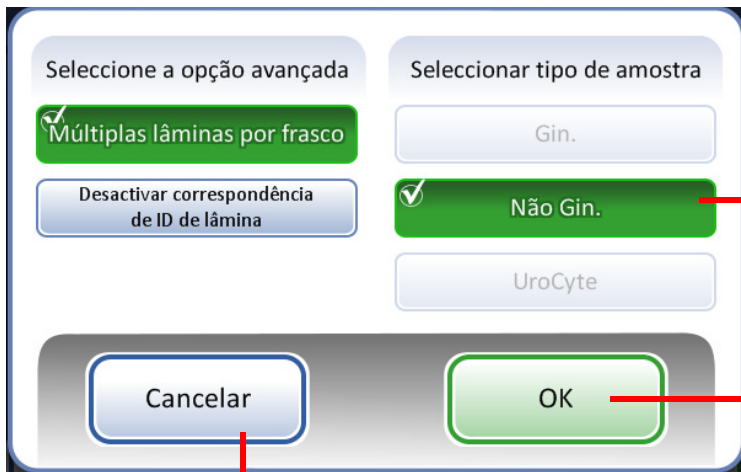 Seleccione a opção avançada
Múltiplas lâminas por frasco
Desactivar correspondência
de ID de lâmina
Seleccionar tipo de amostra
Gin.
Não Gin.
UroCyte
Cancelar
OK